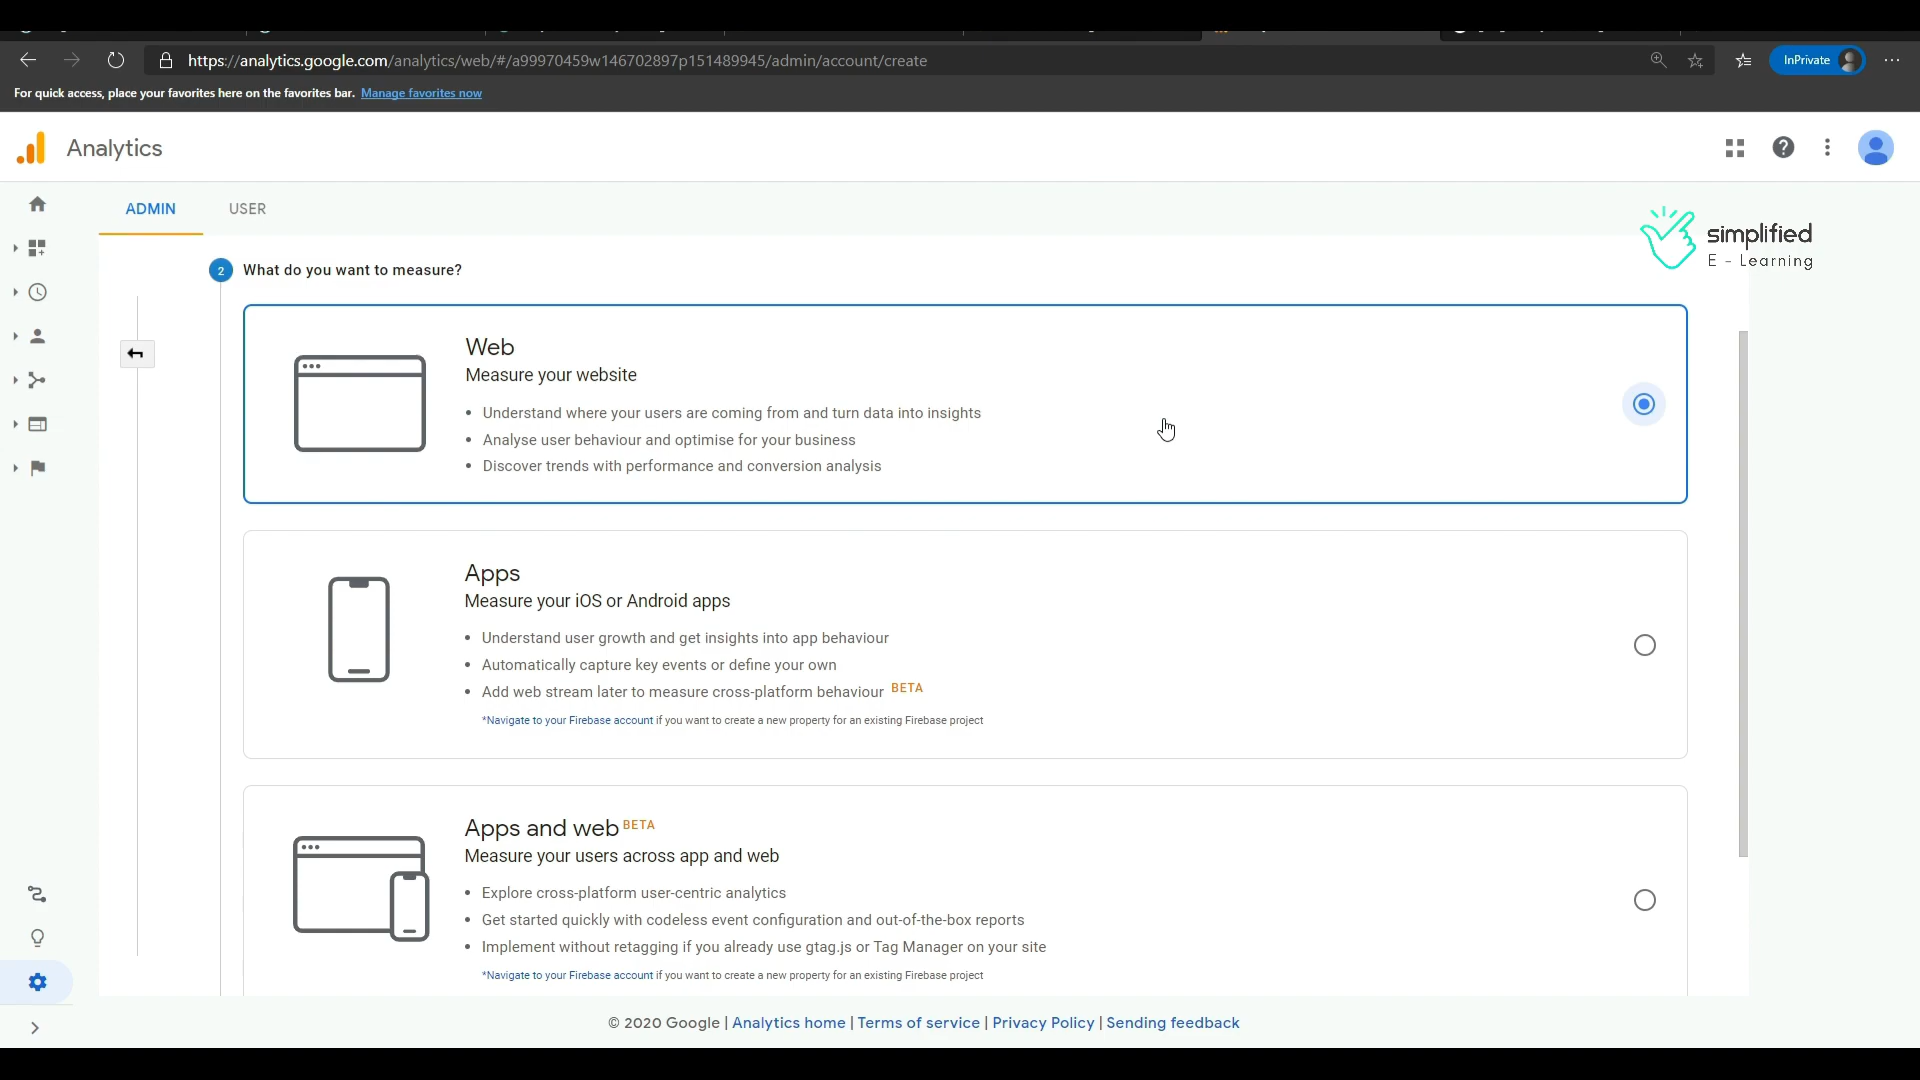 https://analytics.google.com/analytics/web/#/a99970459w146702897p151489945/admin/account/create
InPrivate
For quick access, place your favorites here on the favorites bar. Manage favorites now
Analytics
ADMIN
USER
simplified
E - Learning
2 What do you want to measure?
Web
Measure your website
• Understand where your users are coming from and turn data into insights
• Analyse user behaviour and optimise for your business
• Discover trends with performance and conversion analysis
Apps
Measure your iOS or Android apps
• Understand user growth and get insights into app behaviour
• Automatically capture key events or define your own
• Add web stream later to measure cross-platform behaviour BETA
*Navigate to your Firebase account if you want to create a new property for an existing Firebase project
Apps and web BETA
Measure your users across app and web
• Explore cross-platform user-centric analytics
• Get started quickly with codeless event configuration and out-of-the-box reports
• Implement without retagging if you already use gtag.js or Tag Manager on your site
*Navigate to your Firebase account if you want to create a new property for an existing Firebase project
© 2020 Google | Analytics home | Terms of service | Privacy Policy | Sending feedback